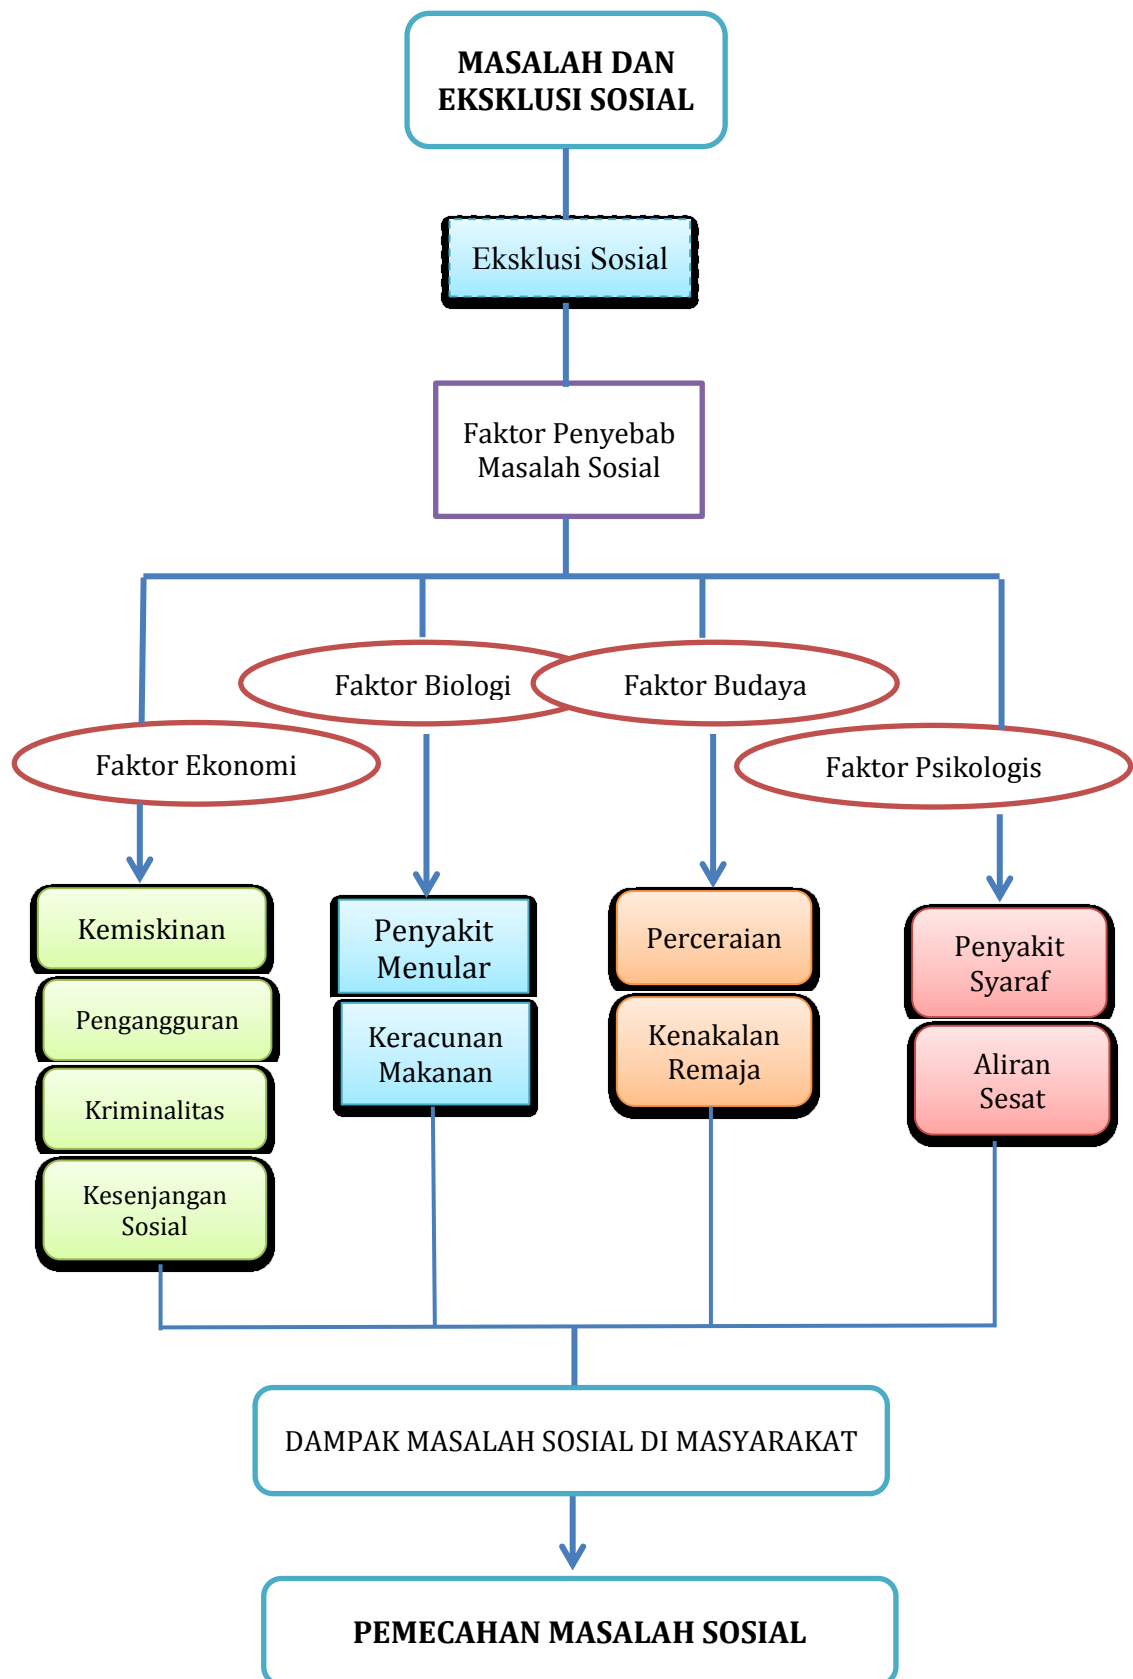 MASALAH DAN
EKSKLUSI SOSIAL
Eksklusi Sosial
Faktor Penyebab
Masalah Sosial
Faktor Biologi
Faktor Budaya
Faktor Ekonomi
Faktor Psikologis
Kemiskinan
Pengangguran
Kriminalitas
Kesenjangan
Sosial
Penyakit
Menular
Keracunan
Makanan
Perceraian
Kenakalan
Remaja
Penyakit
Syaraf
Aliran
Sesat
DAMPAK MASALAH SOSIAL DI MASYARAKAT
PEMECAHAN MASALAH SOSIAL